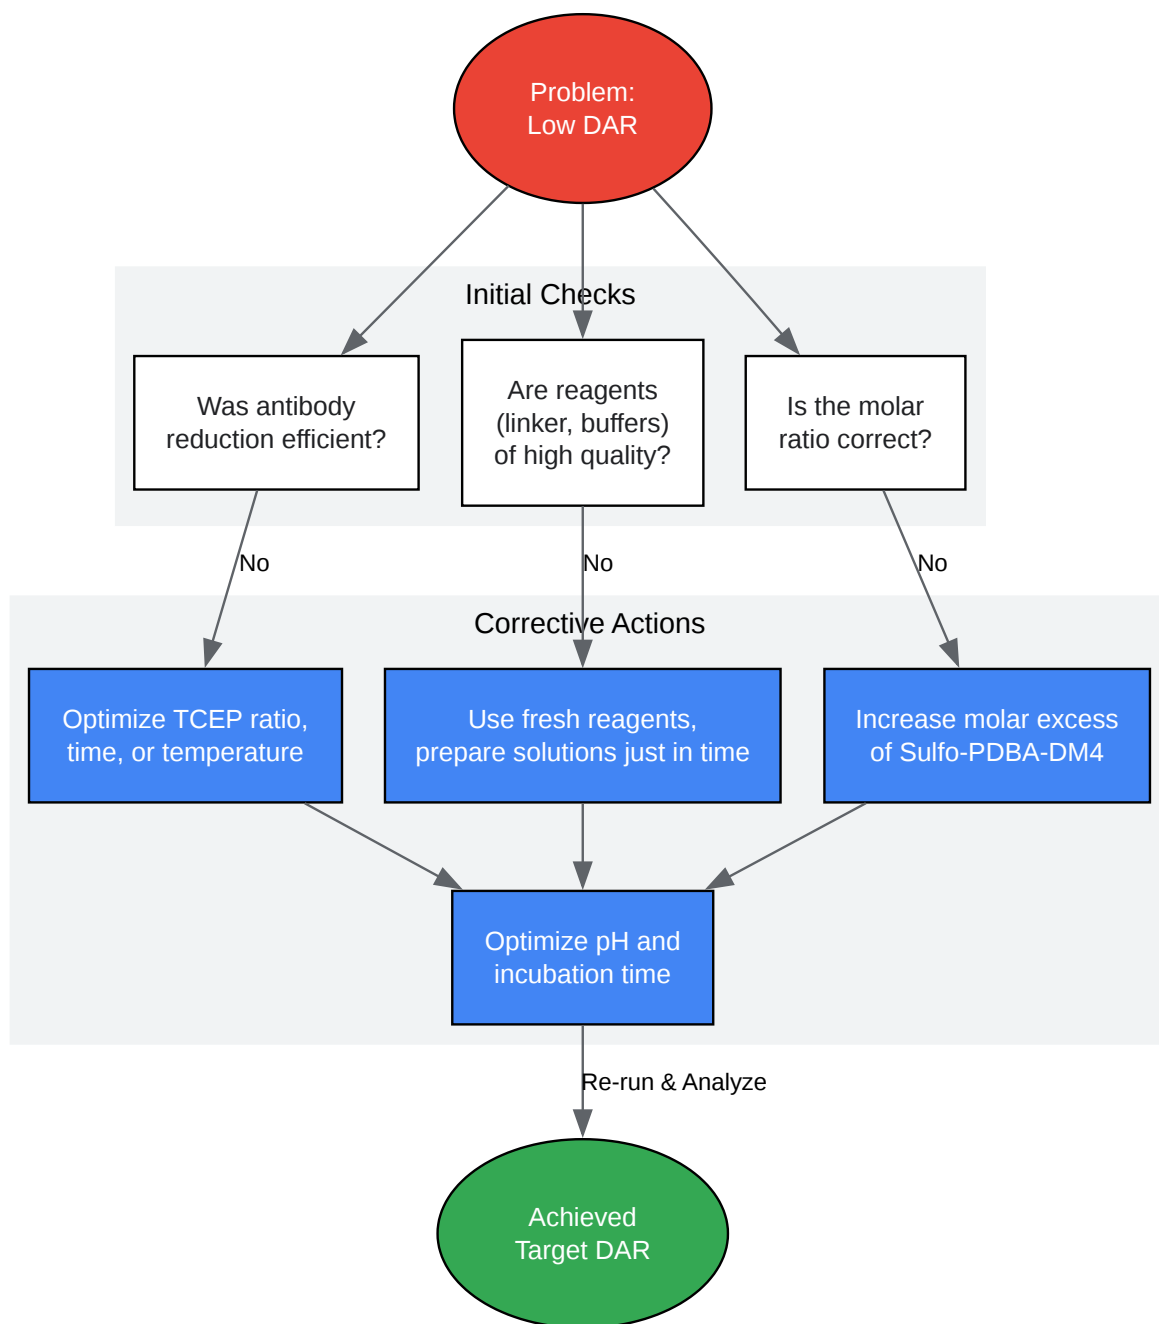 Problem:
Low DAR
Initial Checks
Was antibody
reduction efficient?
Are reagents
(linker, buffers)
of high quality?
Is the molar
ratio correct?
No
No
No
Corrective Actions
Optimize TCEP ratio,
time, or temperature
Use fresh reagents,
prepare solutions just in time
Increase molar excess
of Sulfo-PDBA-DM4
Optimize pH and
incubation time
Re-run & Analyze
Achieved
Target DAR